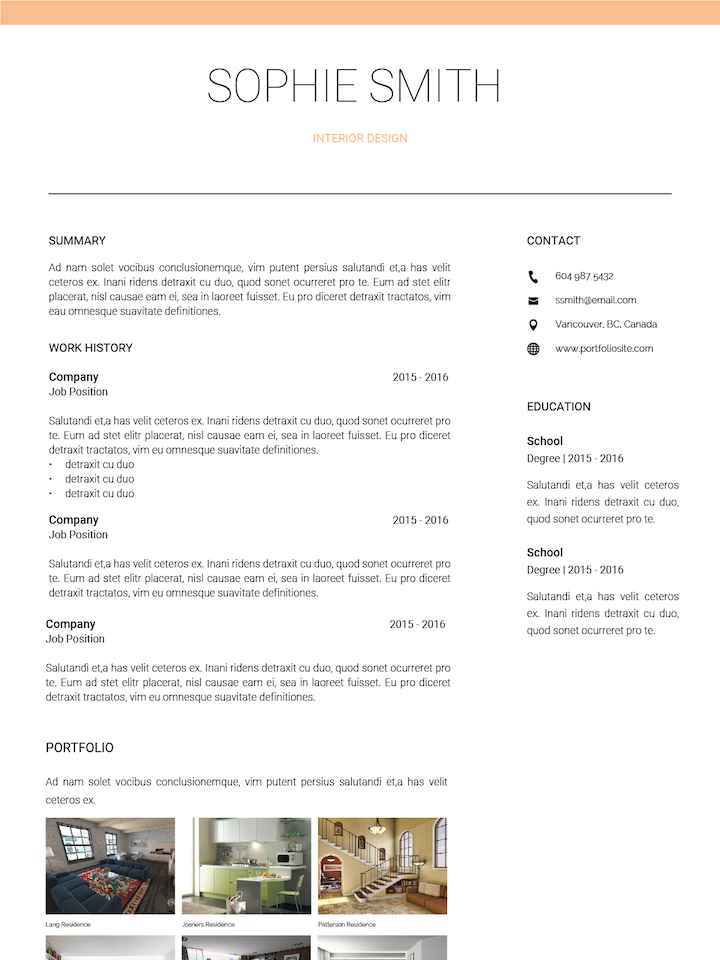 SOPHIE SMITH
INTERIOR DESIGN
SUMMARY
Ad nam solet vocibus conclusionemque, vim putent persius salutandi et,a has velit
ceteros ex. Inani ridens detraxit cu duo, quod sonet ocurreret pro te. Eum ad stet elitr
placerat, nisl causae eam ei, sea in laoreet fuisset. Eu pro diceret detraxit tractatos, vim
eau omnesque suavitate definitiones.
WORK HISTORY
Company 2015 - 2016
Job Position
Salutandi et,a has velit ceteros ex. Inani ridens detraxit cu duo, quod sonet ocurreret pro
te. Eum ad stet elitr placerat, nisl causae eam ei, sea in laoreet fuisset. Eu pro diceret
detraxit tractatos, vim eu omnesque suavitate definitiones.
• detraxit cu duo
• detraxit cu duo
• detraxit cu duo
Company 2015 - 2016
Job Position
Salutandi et,a has velit ceteros ex. Inani ridens detraxit cu duo, quod sonet ocurreret pro
te. Eum ad stet elitr placerat, nisl causae eam ei, sea in laoreet fuisset. Eu pro diceret
detraxit tractatos, vim eu omnesque suavitate definitiones.
Company 2015 - 2016
Job Position
Salutandi et,a has velit ceteros ex. Inani ridens detraxit cu duo, quod sonet ocurreret pro
te. Eum ad stet elitr placerat, nisl causae eam ei, sea in laoreet fuisset. Eu pro diceret
detraxit tractatos, vim eu omnesque suavitate definitiones.
PORTFOLIO
Ad nam solet vocibus conclusionemque, vim putent persius salutandi et,a has velit
ceteros ex.
Lang Residence
Joaners Residence
Patterson Residence
CONTACT
604 987 5432
ssmith@email.com
Vancouver, BC, Canada
www.portfoliosite.com
EDUCATION
School
Degree | 2015 - 2016
Salutandi et,a has velit ceteros
ex. Inani ridens detraxit cu duo,
quod sonet ocurreret pro te.
School
Degree | 2015 - 2016
Salutandi et,a has velit ceteros
ex. Inani ridens detraxit cu duo,
quod sonet ocurreret pro te.